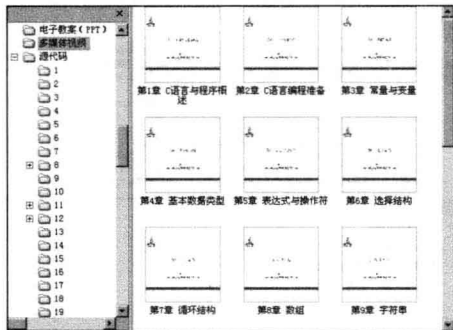 电子教案(PPT)
多媒体视频
源代码
1
2
3
4
5
6
7
8
9
10
11
12
13
14
15
16
17
18
19
第1章 C语言与程序概
述
第2章 C语言编程准备
第3章 常量与变量
第4章 基本数据类型
第5章 表达式与操作符
第6章 选择结构
第7章 循环结构
第8章 数组
第9章 字符串